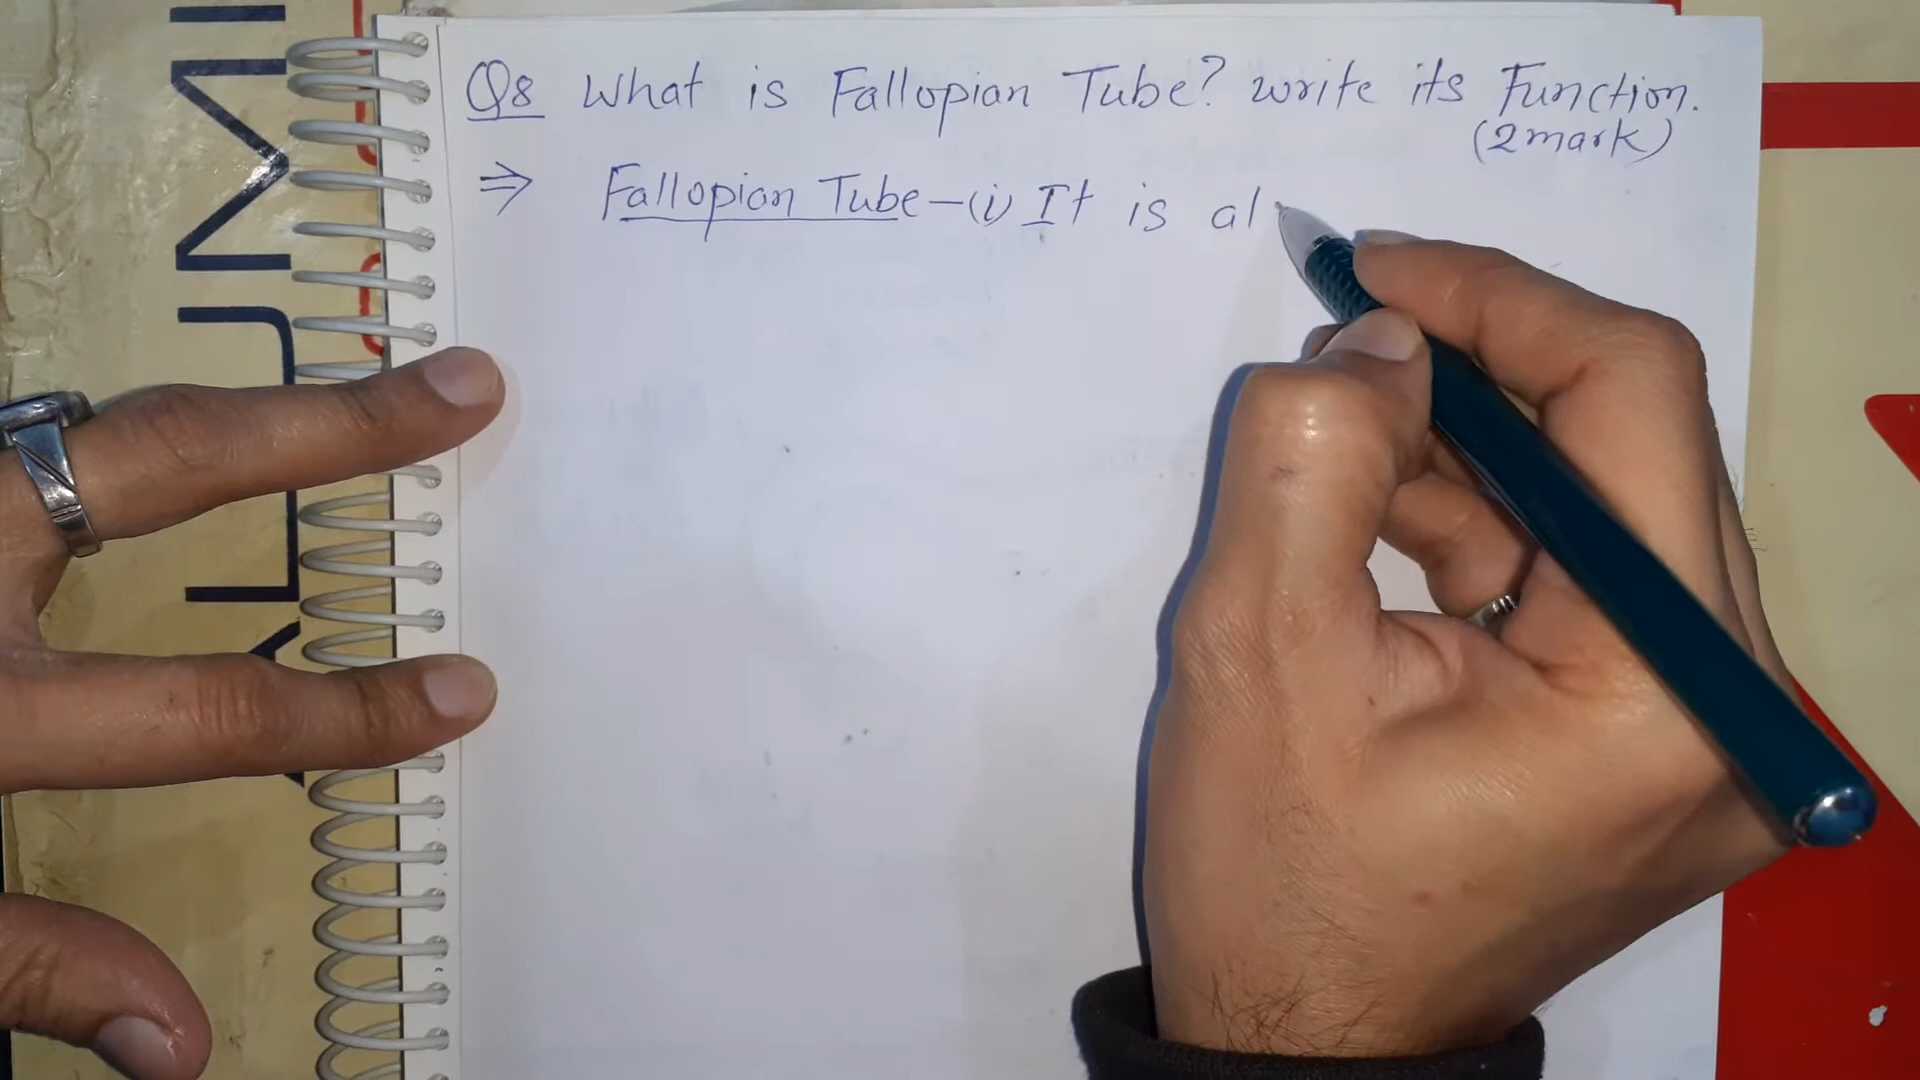 Q8 What is Fallopian Tube? write its Function.
(2 mark)
⇒ Fallopian Tube – (i) It is al